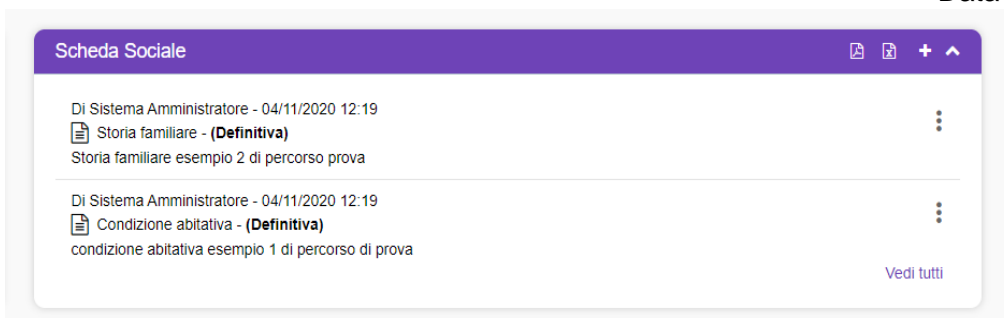 Scheda Sociale
Di Sistema Amministratore - 04/11/2020 12:19
Storia familiare - (Definitiva)
Storia familiare esempio 2 di percorso prova
Di Sistema Amministratore - 04/11/2020 12:19
Condizione abitativa - (Definitiva)
condizione abitativa esempio 1 di percorso di prova
Vedi tutti